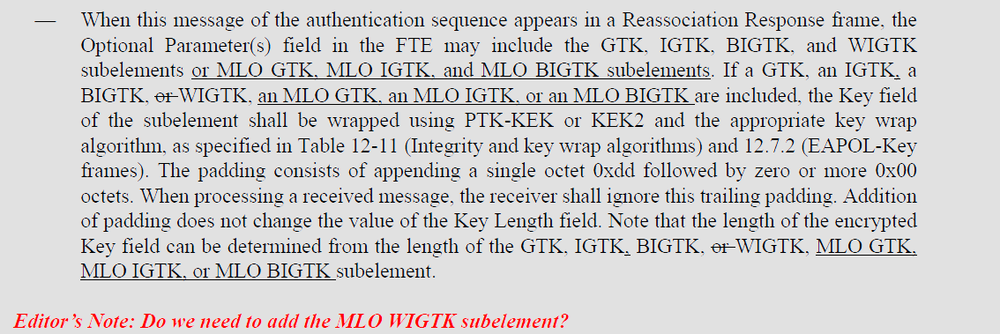 — When this message of the authentication sequence appears in a Reassociation Response frame, the
Optional Parameter(s) field in the FTE may include the GTK, IGTK, BIGTK, and WIGTK
subelements or MLO GTK, MLO IGTK, and MLO BIGTK subelements. If a GTK, an IGTK, a
BIGTK, or WIGTK, an MLO GTK, an MLO IGTK, or an MLO BIGTK are included, the Key field
of the subelement shall be wrapped using PTK-KEK or KEK2 and the appropriate key wrap
algorithm, as specified in Table 12-11 (Integrity and key wrap algorithms) and 12.7.2 (EAPOL-Key
frames). The padding consists of appending a single octet 0xdd followed by zero or more 0x00
octets. When processing a received message, the receiver shall ignore this trailing padding. Addition
of padding does not change the value of the Key Length field. Note that the length of the encrypted
Key field can be determined from the length of the GTK, IGTK, BIGTK, or WIGTK, MLO GTK,
MLO IGTK, or MLO BIGTK subelement.
Editor's Note: Do we need to add the MLO WIGTK subelement?